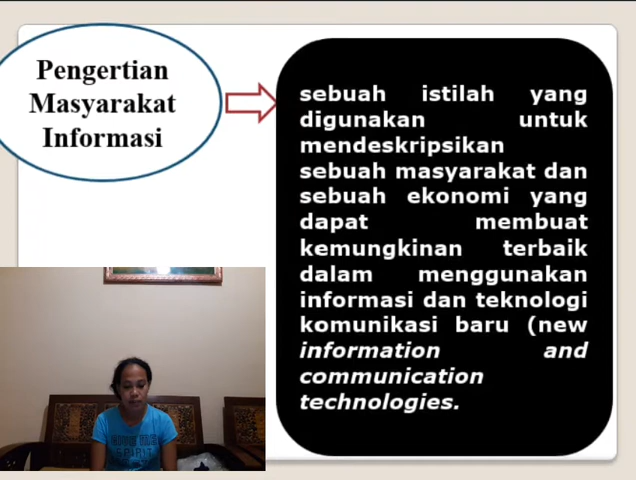 Pengertian
Masyarakat
Informasi
sebuah istilah yang
digunakan untuk
mendeskripsikan
sebuah masyarakat dan
sebuah ekonomi yang
dapat membuat
kemungkinan terbaik
dalam menggunakan
informasi dan teknologi
komunikasi baru (new
information and
communication
technologies.
SPIRIT